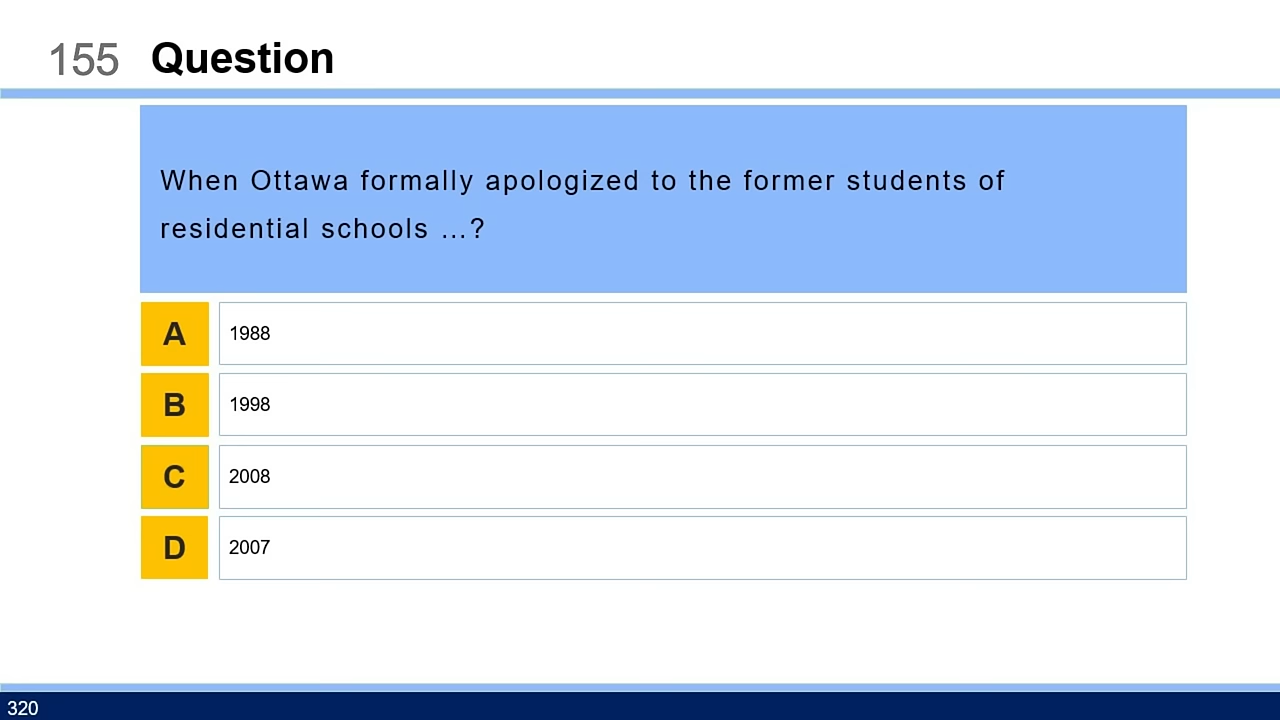 155 Question
When Ottawa formally apologized to the former students of
residential schools ...?
A 1988
B 1998
C 2008
D 2007
320